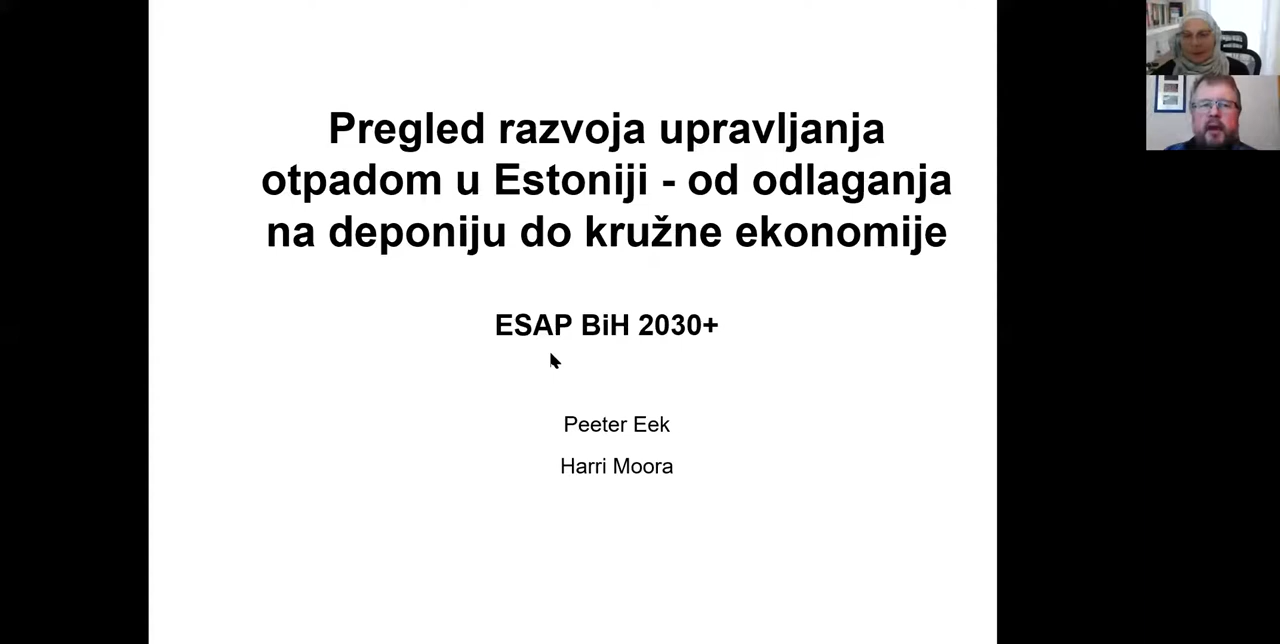 Pregled razvoja upravljanja
otpadom u Estoniji - od odlaganja
na deponiju do kružne ekonomije
ESAP BiH 2030+
Peeter Eek
Harri Moora